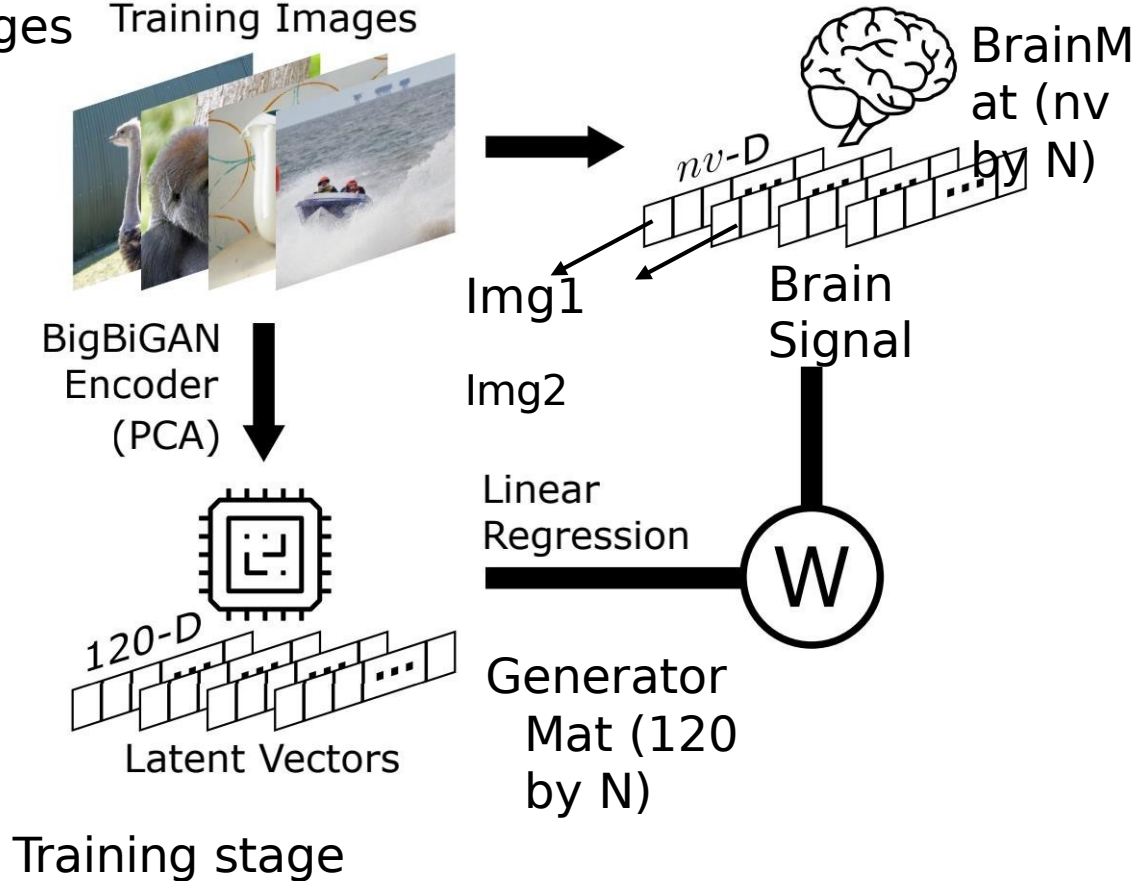 ges
Training Images
BrainM
at (nv
by N)
nv-D
Img1
Brain
Signal
BigBiGAN
Encoder
(PCA)
Img2
Linear
Regression
W
120-D
Generator
Mat (120
by N)
Latent Vectors
Training stage